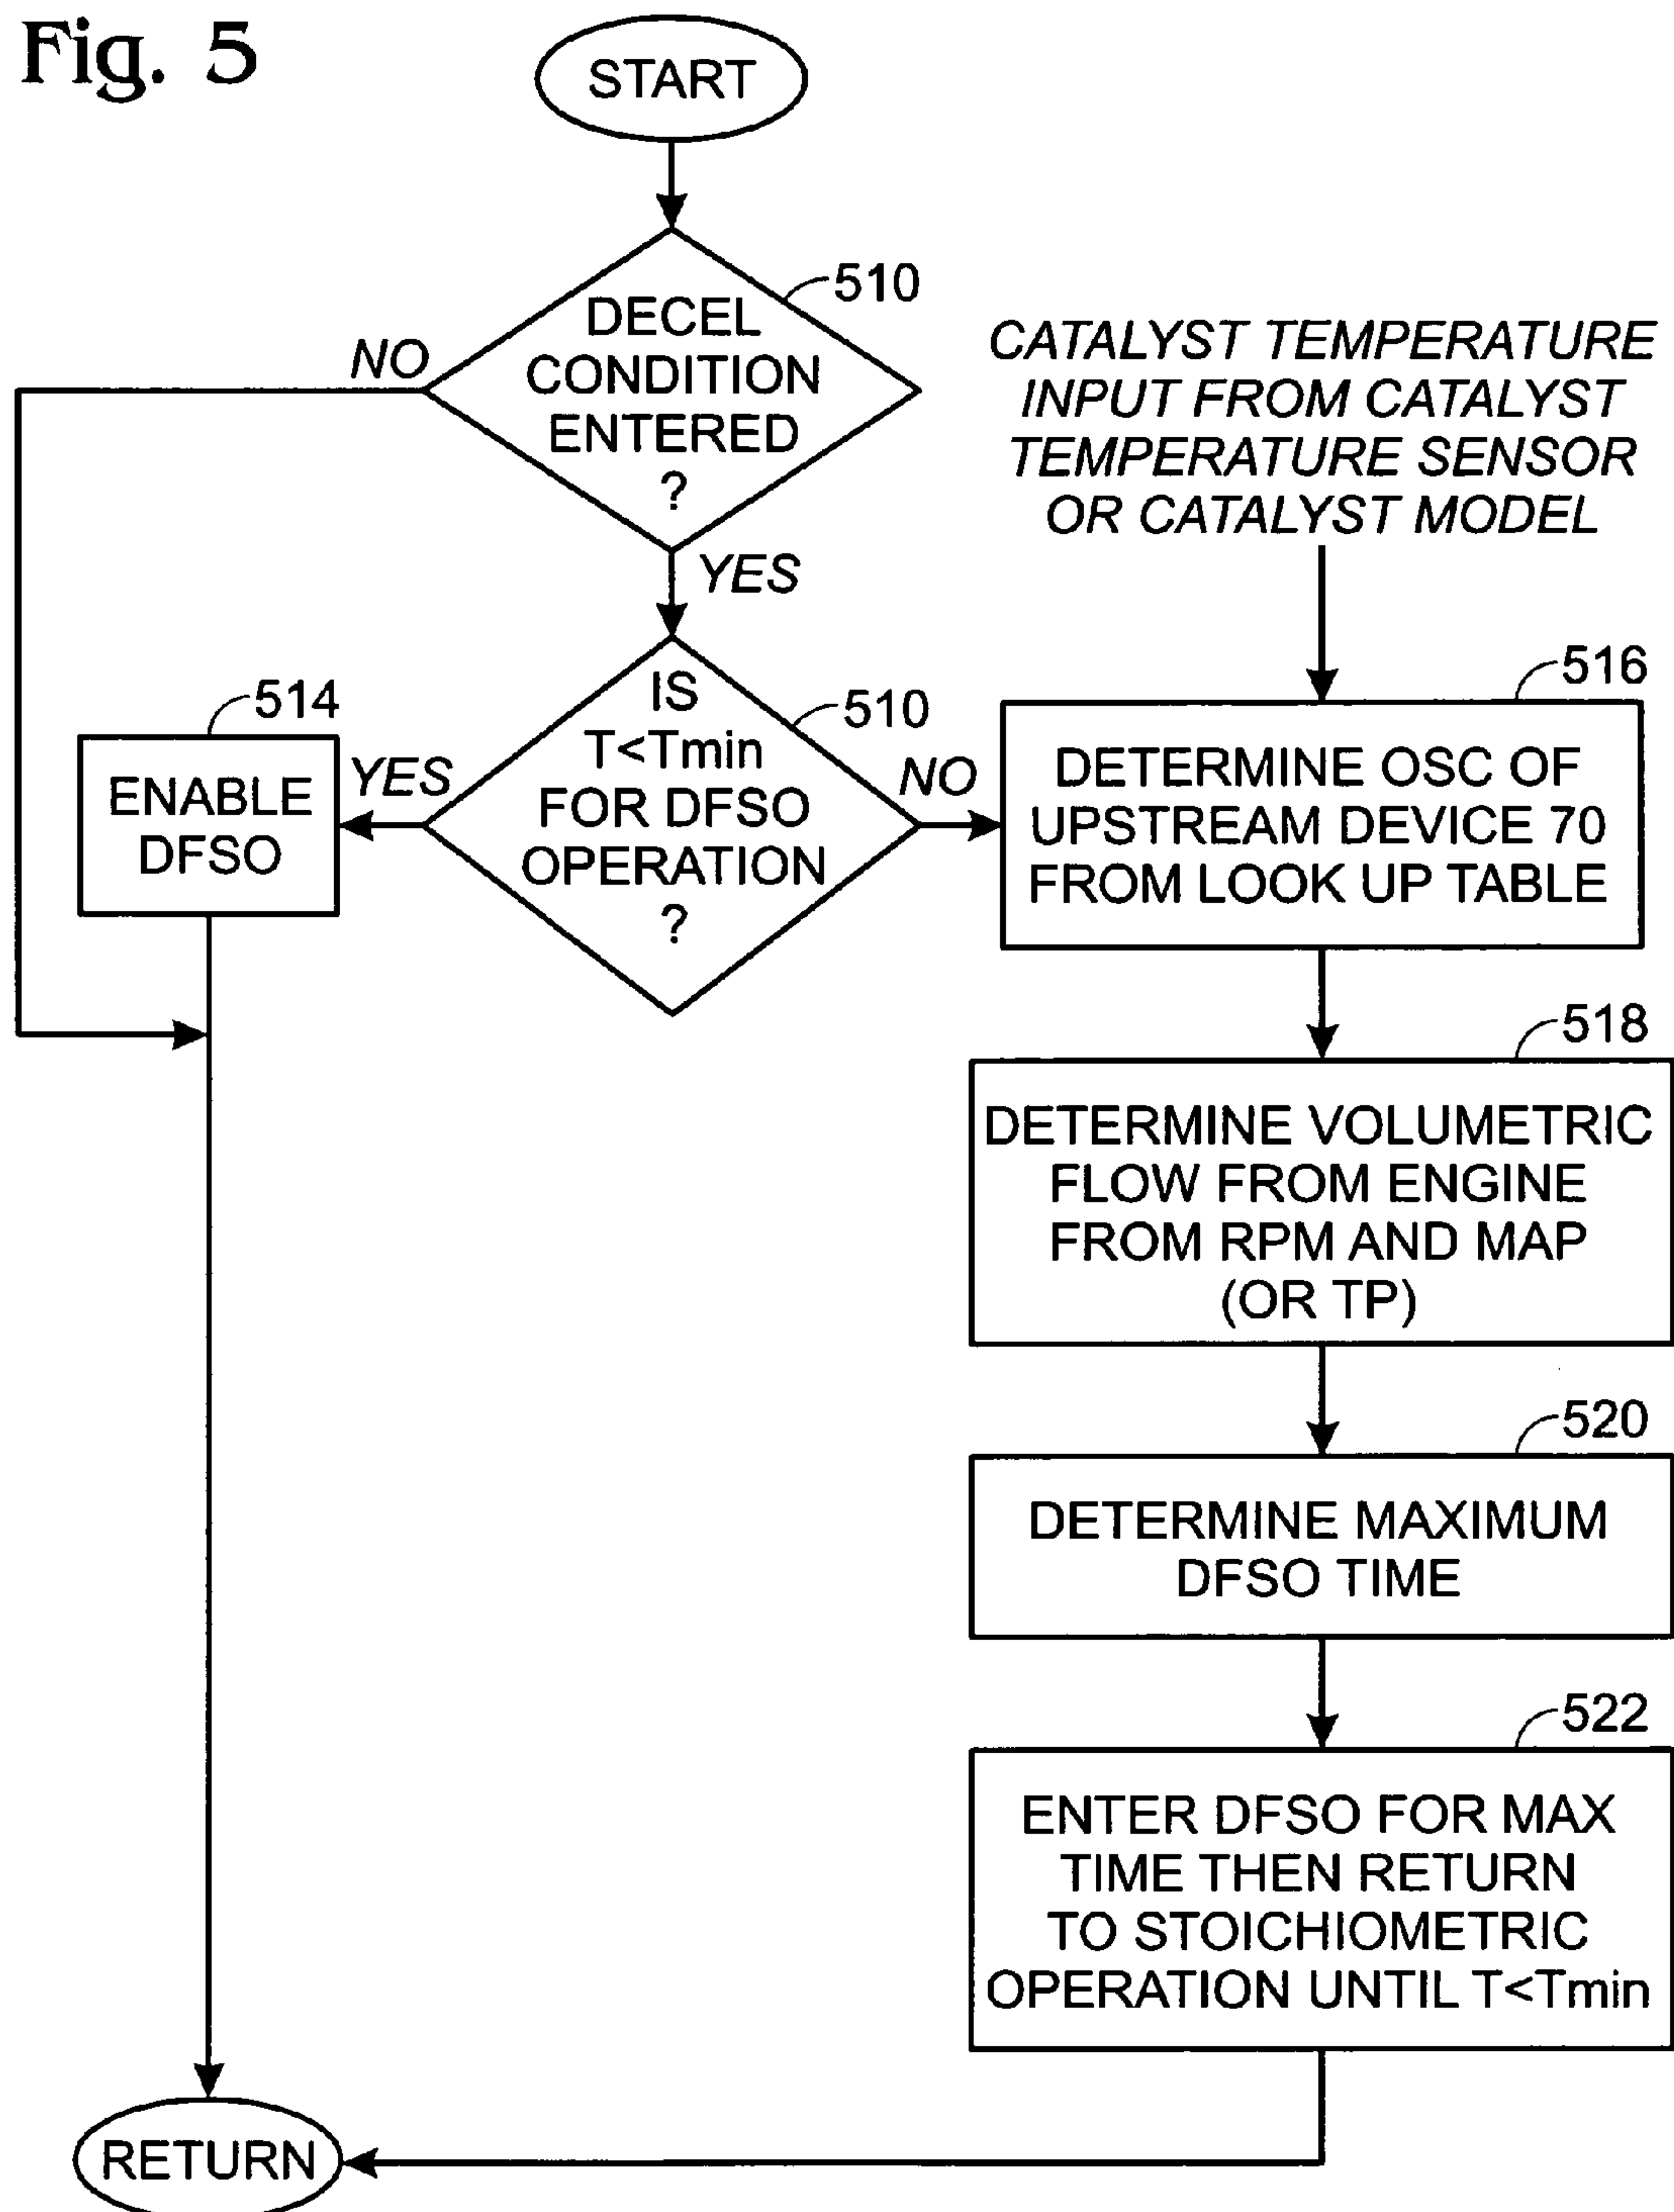 Fig. 5
START
510
DECEL
CONDITION
ENTERED
?
NO
YES
CATALYST TEMPERATURE
INPUT FROM CATALYST
TEMPERATURE SENSOR
OR CATALYST MODEL
514
ENABLE
DFSO
YES
IS
T<Tmin
FOR DFSO
OPERATION
?
510
NO
516
DETERMINE OSC OF
UPSTREAM DEVICE 70
FROM LOOK UP TABLE
518
DETERMINE VOLUMETRIC
FLOW FROM ENGINE
FROM RPM AND MAP
(OR TP)
520
DETERMINE MAXIMUM
DFSO TIME
522
ENTER DFSO FOR MAX
TIME THEN RETURN
TO STOICHIOMETRIC
OPERATION UNTIL T<Tmin
RETURN